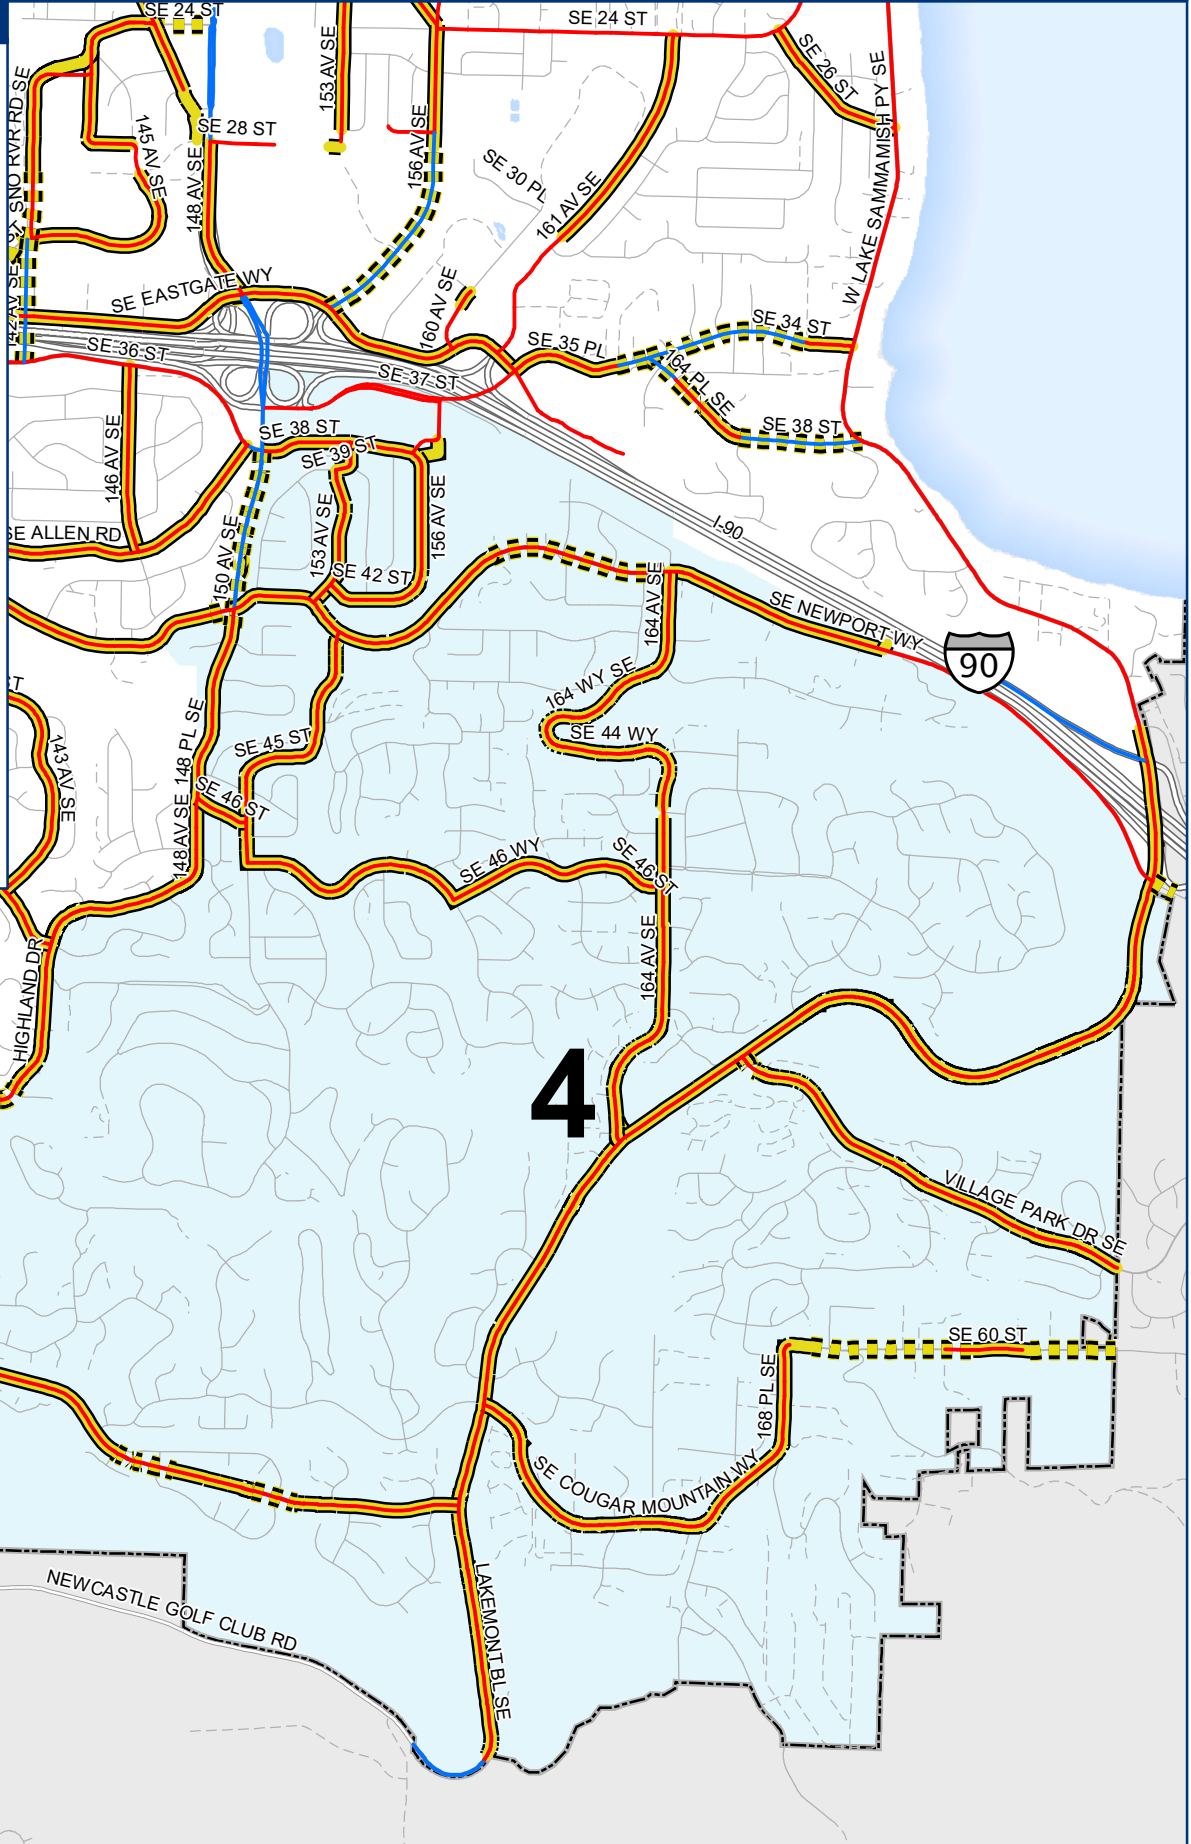 SE 24 ST
SE 24 ST
153 AV SE
SE 26 ST
SNO RVR RD SE
145 AV SE
SE 28 ST
148 AV SE
156 AV SE
SE 30 PL
161 AV SE
W LAKE SAMMAMISH PY SE
ST
SE EASTGATE WY
160 AV SE
SE 34 ST
SE 36 ST
SE 35 PL
164 PL SE
SE 37 ST
SE 38 ST
SE 38 ST
SE 39 ST
146 AV SE
156 AV SE
153 AV SE
I-90
SE ALLEN RD
150 AV SE
SE 42 ST
164 AV SE
SE NEWPORT WY
90
164 WY SE
SE 44 WY
148 PL SE
SE 45 ST
143 AV SE
SE 46 ST
148 AV SE
SE 46 WY
SE 46 ST
164 AV SE
HIGHLAND DR
4
VILLAGE PARK DR SE
SE 60 ST
168 PL SE
SE COUGAR MOUNTAIN WY
LAKEMONT BL SE
NEWCASTLE GOLF CLUB RD